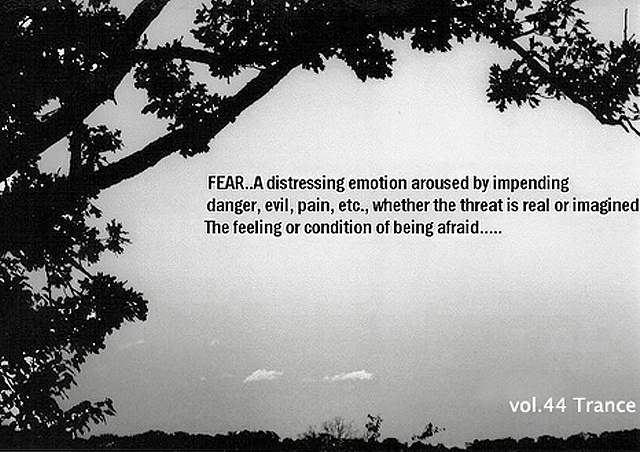 FEAR..A distressing emotion aroused by impending
danger, evil, pain, etc., whether the threat is real or imagined
The feeling or condition of being afraid.....
vol.44 Trance